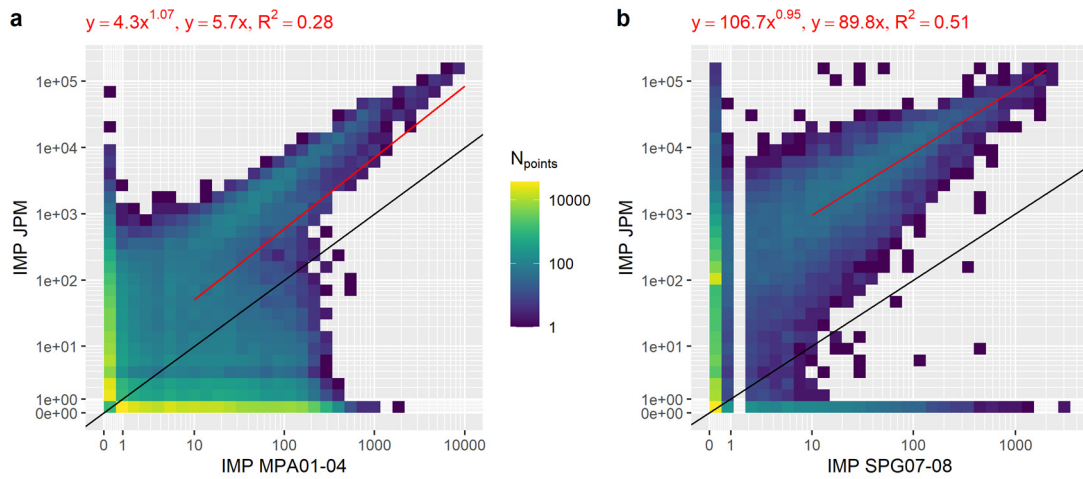 a
y = 4.3x^1.07, y = 5.7x, R² = 0.28
1e+05
1e+04
1e+03
1e+02
1e+01
1e+00
0e+00
IMP JPM
0 1 10 100 1000 10000
IMP MPA01-04
N_points
10000
100
1
b
y = 106.7x^0.95, y = 89.8x, R² = 0.51
1e+05
1e+04
1e+03
1e+02
1e+01
1e+00
0e+00
IMP JPM
0 1 10 100 1000
IMP SPG07-08